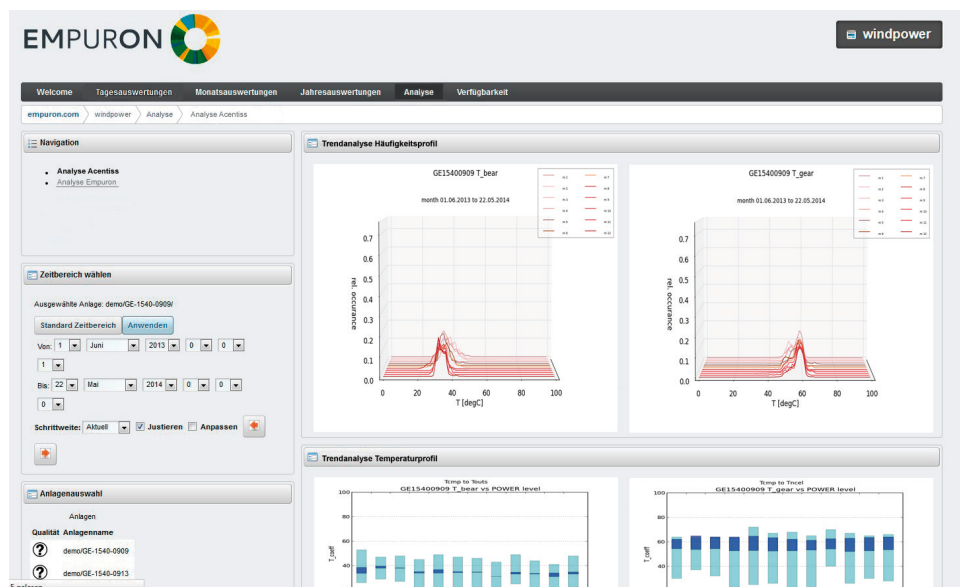 EMPURON
windpower
Welcome Tagesauswertungen Monatsauswertungen Jahresauswertungen Analyse Verfügbarkeit
empuron.com windpower Analyse Analyse Acentiss
Navigation
Analyse Acentiss
Analyse Empuron
Zeitbereich wählen
Ausgewählte Anlage: demo/GE-1540-0909/
Standard Zeitbereich Anwenden
Von: 1 Juni 2013 0 0
1
Bis: 22 Mai 2014 0 0
0
Schrittweite: Aktuell Justieren Anpassen
Anlagenauswahl
Anlagen
Qualität Anlagenname
demo/GE-1540-0909
demo/GE-1540-0913
Trendanalyse Häufigkeitsprofil
GE15400909 T_bear
month 01.06.2013 to 22.05.2014
rel. occurance
0.7
0.6
0.5
0.4
0.3
0.2
0.1
0.0
0 20 40 60 80 100
T [degC]
GE15400909 T_gear
month 01.06.2013 to 22.05.2014
rel. occurance
0.7
0.6
0.5
0.4
0.3
0.2
0.1
0.0
0 20 40 60 80 100
T [degC]
Trendanalyse Temperaturprofil
Tcmp to Touts
GE15400909 T_bear vs POWER level
T_coeff
100
80
60
40
Tcmp to Tncel
GE15400909 T_gear vs POWER level
T_coeff
100
80
60
40